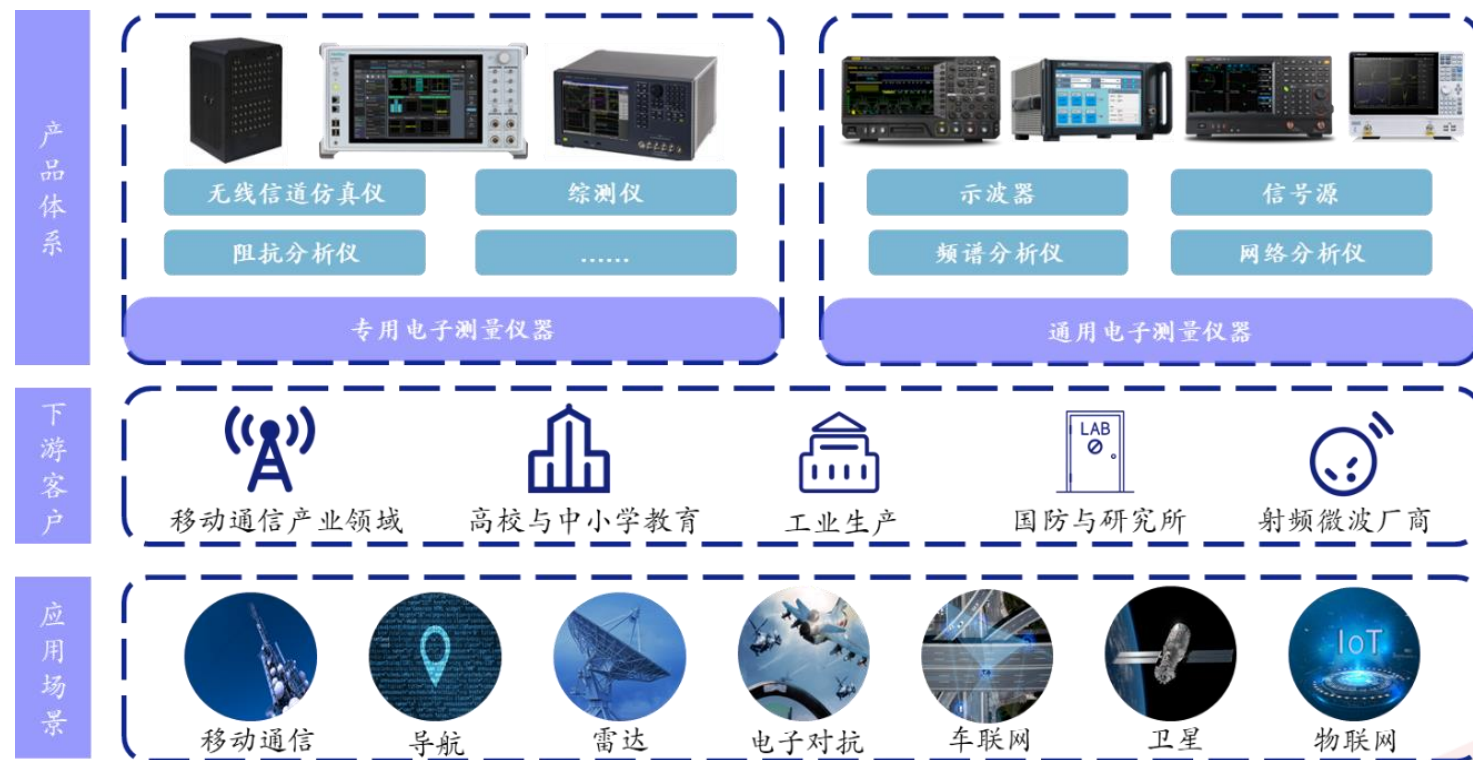 产品体系
无线信道仿真仪
综测仪
阻抗分析仪
......
专用电子测量仪器
示波器
信号源
频谱分析仪
网络分析仪
通用电子测量仪器
下游客户
移动通信产业领域
高校与中小学教育
工业生产
LAB
国防与研究所
射频微波厂商
应用场景
移动通信
导航
雷达
电子对抗
车联网
卫星
IoT
物联网